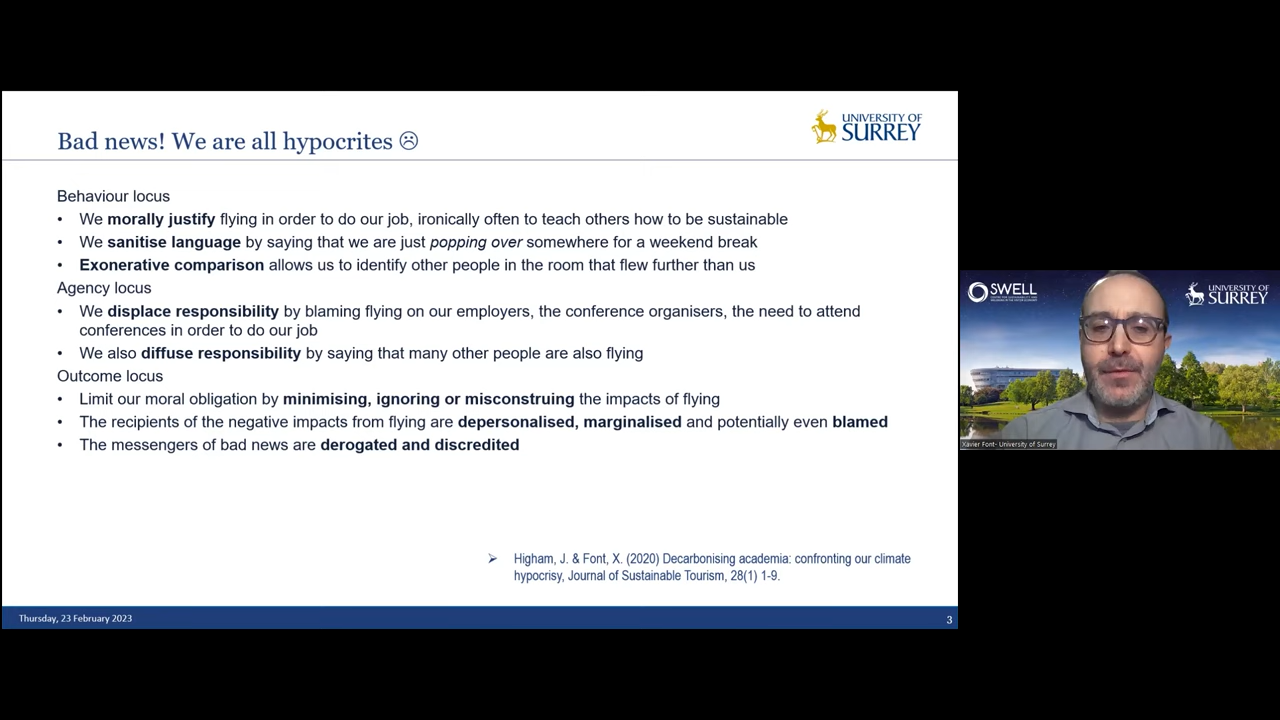 Bad news! We are all hypocrites ☹
UNIVERSITY OF
SURREY
Behaviour locus
• We morally justify flying in order to do our job, ironically often to teach others how to be sustainable
• We sanitise language by saying that we are just popping over somewhere for a weekend break
• Exonerative comparison allows us to identify other people in the room that flew further than us
Agency locus
• We displace responsibility by blaming flying on our employers, the conference organisers, the need to attend
conferences in order to do our job
• We also diffuse responsibility by saying that many other people are also flying
Outcome locus
• Limit our moral obligation by minimising, ignoring or misconstruing the impacts of flying
• The recipients of the negative impacts from flying are depersonalised, marginalised and potentially even blamed
• The messengers of bad news are derogated and discredited
➢ Higham, J. & Font, X. (2020) Decarbonising academia: confronting our climate
hypocrisy, Journal of Sustainable Tourism, 28(1) 1-9.
Thursday, 23 February 2023
3
SWELL
UNIVERSITY OF
SURREY
Xavier Font- University of Surrey